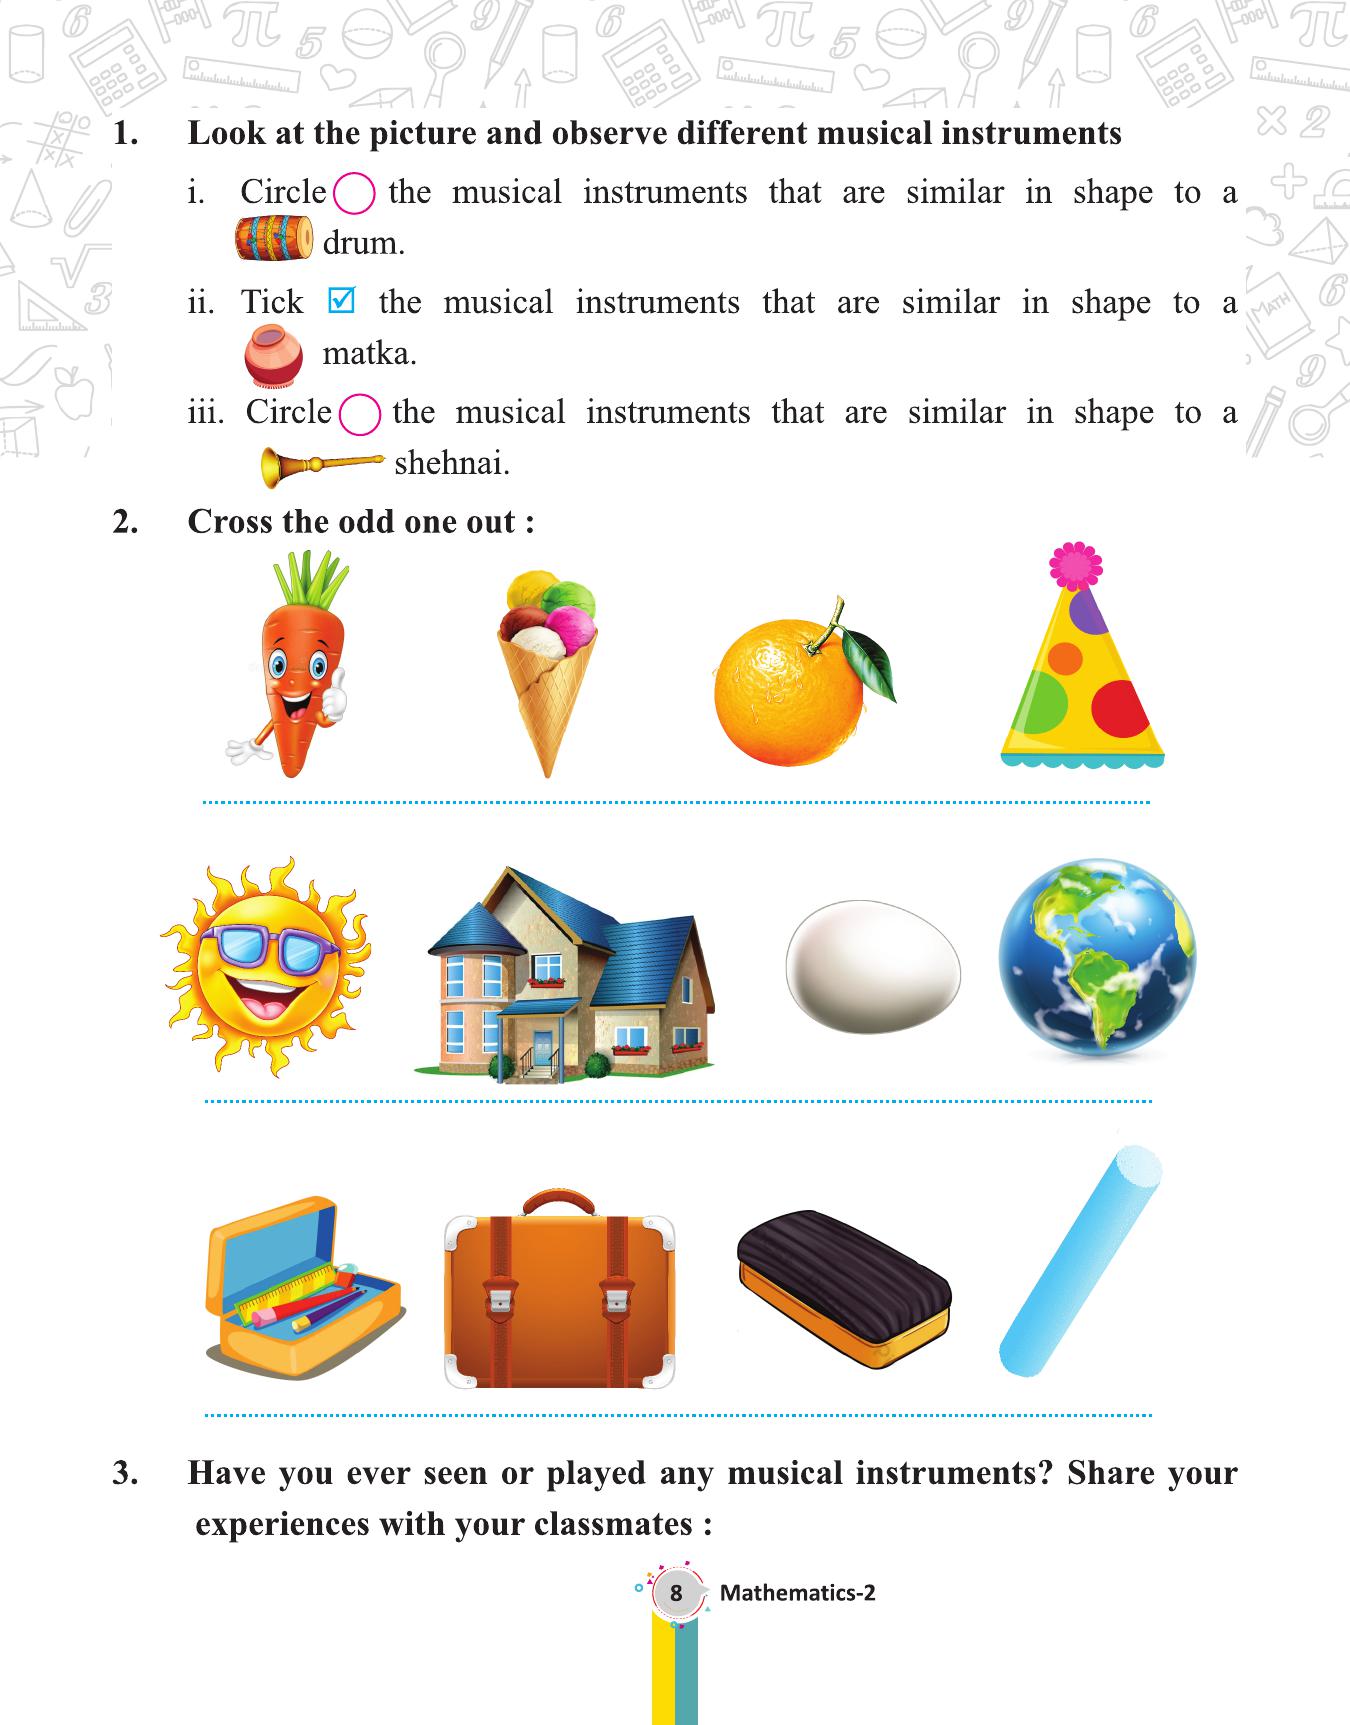 1. Look at the picture and observe different musical instruments
i. Circle the musical instruments that are similar in shape to a
drum.
ii. Tick the musical instruments that are similar in shape to a
matka.
iii. Circle the musical instruments that are similar in shape to a
shehnai.
2. Cross the odd one out :
3. Have you ever seen or played any musical instruments? Share your
experiences with your classmates :
8 Mathematics-2